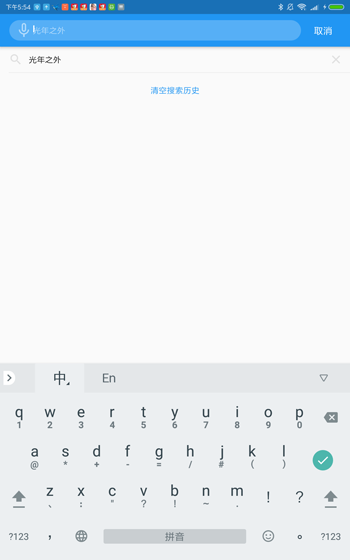 下午5:54
光年之外
取消
光年之外
清空搜索历史
中 En
q w e r t y u i o p
1 2 3 4 5 6 7 8 9 0
a s d f g h j k l
@ * + - = / # ( )
z x c v b n m ! ?
、 : " ? ! ~ .
?123 , 拼音 。 ?123